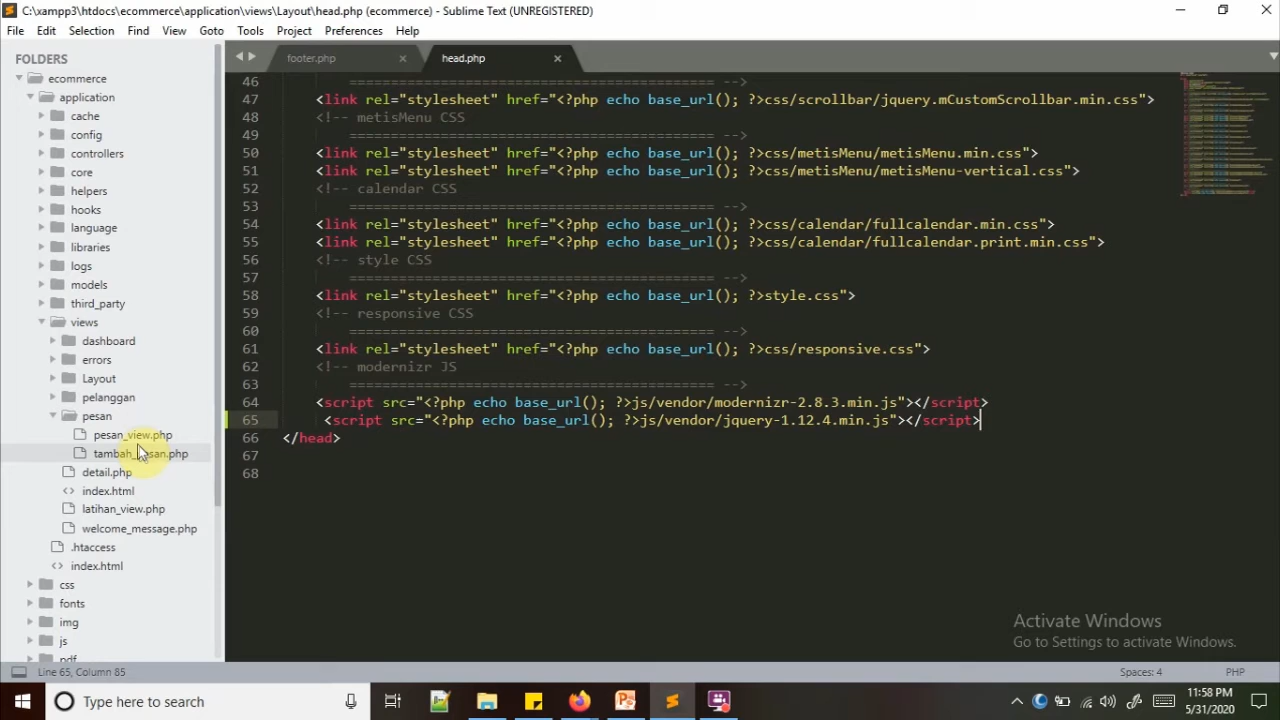 C:\xampp3\htdocs\ecommerce\application\views\Layout\head.php (ecommerce) - Sublime Text (UNREGISTERED)
File Edit Selection Find View Goto Tools Project Preferences Help
FOLDERS
ecommerce
application
cache
config
controllers
core
helpers
hooks
language
libraries
logs
models
third_party
views
dashboard
errors
Layout
pelanggan
pesan
pesan_view.php
tambah_pesan.php
detail.php
index.html
latihan_view.php
welcome_message.php
.htaccess
index.html
css
fonts
img
js
pdf
footer.php head.php
46 ============================================ -->
47 <link rel="stylesheet" href="<?php echo base_url(); ?>css/scrollbar/jquery.mCustomScrollbar.min.css">
48 <!-- metisMenu CSS
49 ============================================ -->
50 <link rel="stylesheet" href="<?php echo base_url(); ?>css/metisMenu/metisMenu.min.css">
51 <link rel="stylesheet" href="<?php echo base_url(); ?>css/metisMenu/metisMenu-vertical.css">
52 <!-- calendar CSS
53 ============================================ -->
54 <link rel="stylesheet" href="<?php echo base_url(); ?>css/calendar/fullcalendar.min.css">
55 <link rel="stylesheet" href="<?php echo base_url(); ?>css/calendar/fullcalendar.print.min.css">
56 <!-- style CSS
57 ============================================ -->
58 <link rel="stylesheet" href="<?php echo base_url(); ?>style.css">
59 <!-- responsive CSS
60 ============================================ -->
61 <link rel="stylesheet" href="<?php echo base_url(); ?>css/responsive.css">
62 <!-- modernizr JS
63 ============================================ -->
64 <script src="<?php echo base_url(); ?>js/vendor/modernizr-2.8.3.min.js"></script>
65 <script src="<?php echo base_url(); ?>js/vendor/jquery-1.12.4.min.js"></script>
66 </head>
67
68
Activate Windows
Go to Settings to activate Windows.
Line 65, Column 85 Spaces: 4 PHP
Type here to search
11:58 PM
5/31/2020